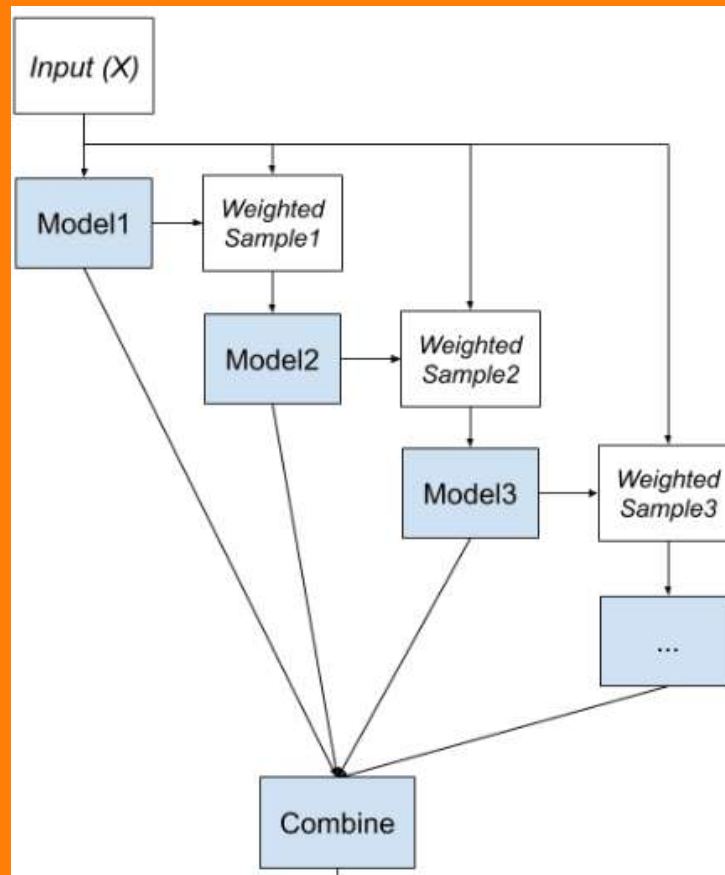 Input (X)
Model1
Weighted
Sample1
Model2
Weighted
Sample2
Model3
Weighted
Sample3
...
Combine